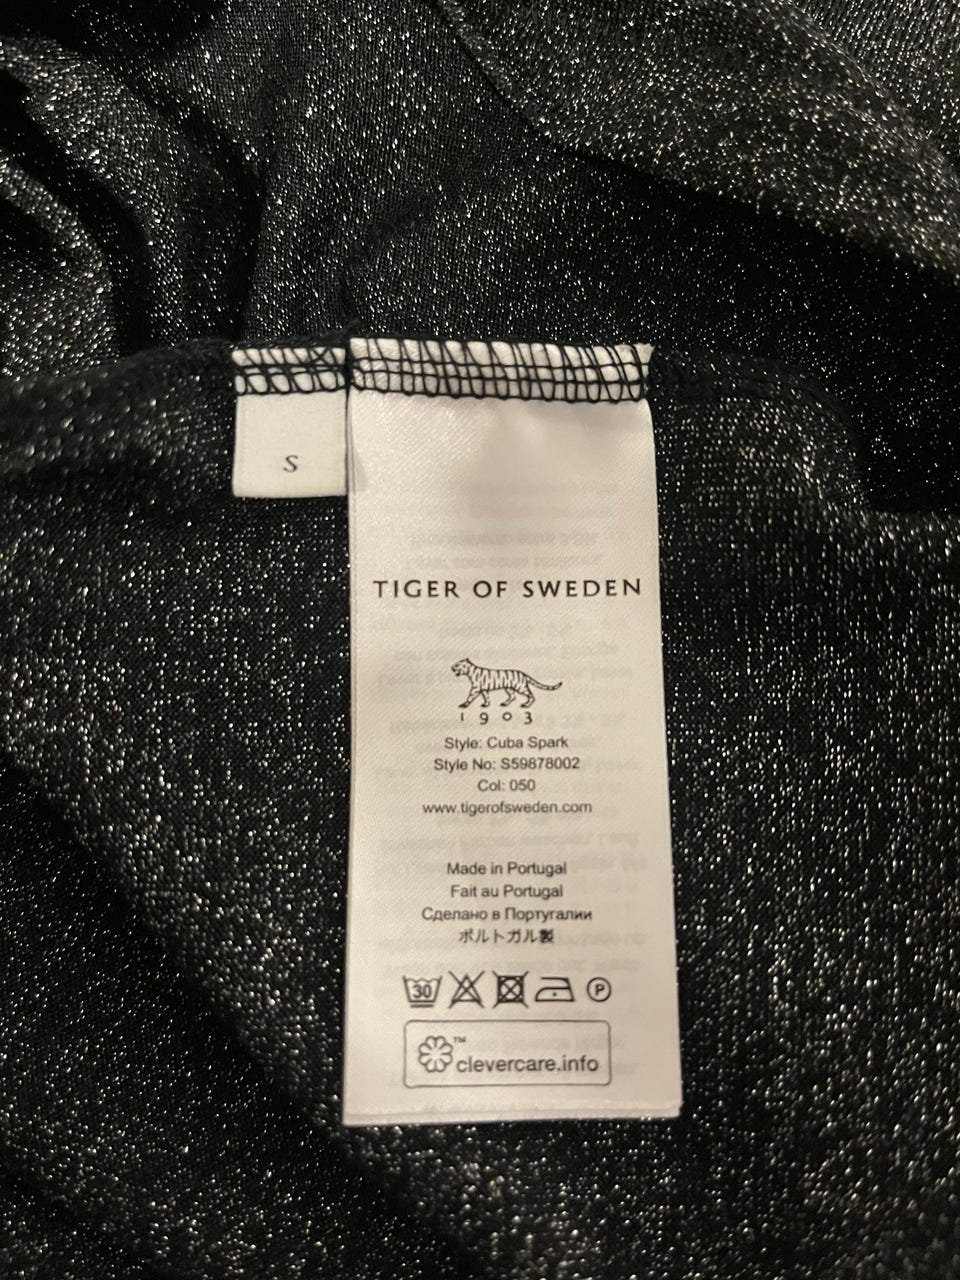 S
TIGER OF SWEDEN
1903
Style: Cuba Spark
Style No: S59878002
Col: 050
www.tigerofsweden.com
Made in Portugal
Fait au Portugal
Сделано в Португалии
ポルトガル製
30 P
clevercare.info™